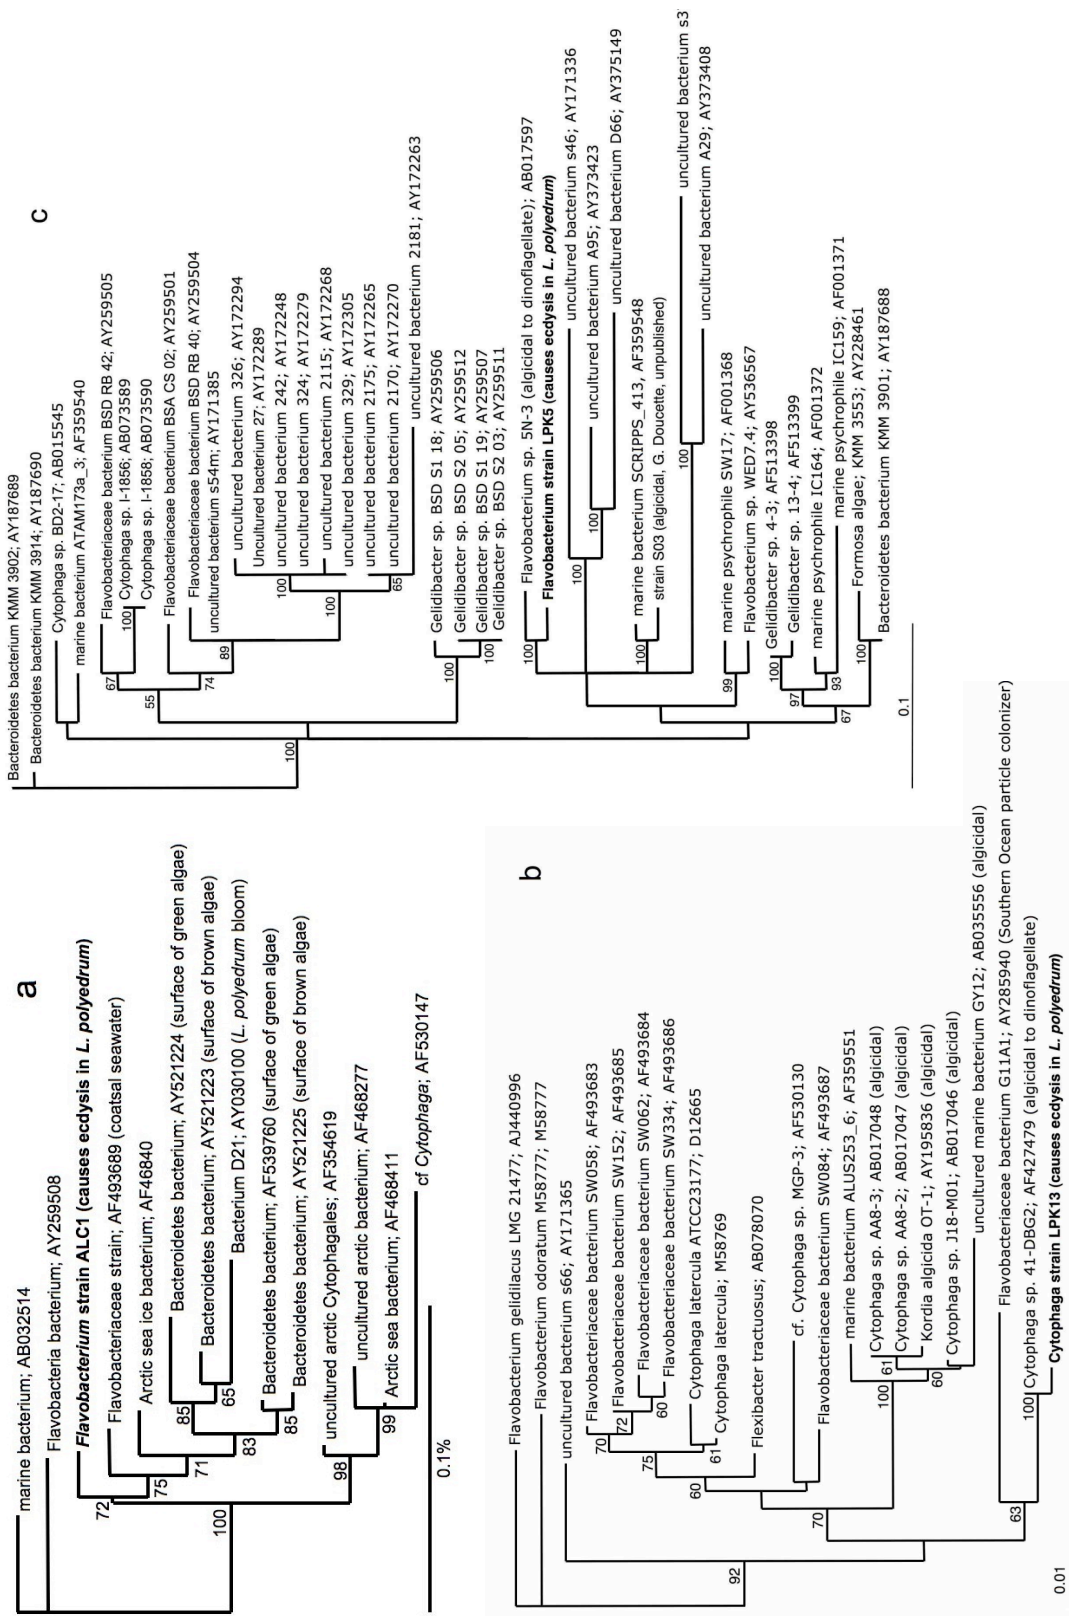 a
marine bacterium; AB032514
Flavobacteria bacterium; AY259508
Flavobacterium strain ALC1 (causes ecdysis in L. polyedrum)
Flavobacteriaceae strain; AF493689 (coatsal seawater)
Arctic sea ice bacterium; AF46840
Bacteroidetes bacterium; AY521224 (surface of green algae)
Bacteroidetes bacterium; AY521223 (surface of brown algae)
Bacterium D21; AY030100 (L. polyedrum bloom)
Bacteroidetes bacterium; AF539760 (surface of green algae)
Bacteroidetes bacterium; AY521225 (surface of brown algae)
uncultured arctic Cytophagales; AF354619
uncultured arctic bacterium; AF468277
Arctic sea bacterium; AF468411
cf Cytophaga; AF530147
72
75
71
85
65
83
85
100
98
99
0.1%
b
Flavobacterium gelidilacus LMG 21477; AJ440996
Flavobacterium odoratum M58777; M58777
uncultured bacterium s66; AY171365
Flavobacteriaceae bacterium SW058; AF493683
Flavobacteriaceae bacterium SW152; AF493685
Flavobacteriaceae bacterium SW062; AF493684
Flavobacteriaceae bacterium SW334; AF493686
Cytophaga latercula ATCC23177; D12665
Cytophaga latercula; M58769
Flexibacter tractuosus; AB078070
cf. Cytophaga sp. MGP-3; AF530130
Flavobacteriaceae bacterium SW084; AF493687
marine bacterium ALUS253_6; AF359551
Cytophaga sp. AA8-3; AB017048 (algicidal)
Cytophaga sp. AA8-2; AB017047 (algicidal)
Kordia algicida OT-1; AY195836 (algicidal)
Cytophaga sp. J18-M01; AB017046 (algicidal)
uncultured marine bacterium GY12; AB035556 (algicidal)
Flavobacteriaceae bacterium G11A1; AY285940 (Southern Ocean particle colonizer)
Cytophaga sp. 41-DBG2; AF427479 (algicidal to dinoflagellate)
Cytophaga strain LPK13 (causes ecdysis in L. polyedrum)
70
72
60
75
61
60
92
70
61
100
60
63
100
0.01
c
Bacteroidetes bacterium KMM 3902; AY187689
Bacteroidetes bacterium KMM 3914; AY187690
Cytophaga sp. BD2-17; AB015545
marine bacterium ATAM173a_3; AF359540
Flavobacteriaceae bacterium BSD RB 42; AY259505
Cytophaga sp. I-1856; AB073589
Cytophaga sp. I-1858; AB073590
Flavobacteriaceae bacterium BSA CS 02; AY259501
Flavobacteriaceae bacterium BSD RB 40; AY259504
uncultured bacterium s54m; AY171385
uncultured bacterium 326; AY172294
Uncultured bacterium 27; AY172289
uncultured bacterium 242; AY172248
uncultured bacterium 324; AY172279
uncultured bacterium 2115; AY172268
uncultured bacterium 329; AY172305
uncultured bacterium 2175; AY172265
uncultured bacterium 2170; AY172270
uncultured bacterium 2181; AY172263
Gelidibacter sp. BSD S1 18; AY259506
Gelidibacter sp. BSD S2 05; AY259512
Gelidibacter sp. BSD S1 19; AY259507
Gelidibacter sp. BSD S2 03; AY259511
Flavobacterium sp. 5N-3 (algicidal to dinoflagellate); AB017597
Flavobacterium strain LPK5 (causes ecdysis in L. polyedrum)
uncultured bacterium s46; AY171336
uncultured bacterium A95; AY373423
uncultured bacterium D66; AY375149
marine bacterium SCRIPPS_413, AF359548
strain S03 (algicidal, G. Doucette, unpublished)
uncultured bacterium s3
uncultured bacterium A29; AY373408
marine psychrophile SW17; AF001368
Flavobacterium sp. WED7.4; AY536567
Gelidibacter sp. 4-3; AF513398
Gelidibacter sp. 13-4; AF513399
marine psychrophile IC164; AF001372
marine psychrophile IC159; AF001371
Formosa algae; KMM 3553; AY228461
Bacteroidetes bacterium KMM 3901; AY187688
67
100
55
74
89
100
100
100
65
100
100
100
100
100
100
100
99
100
97
93
67
100
0.1